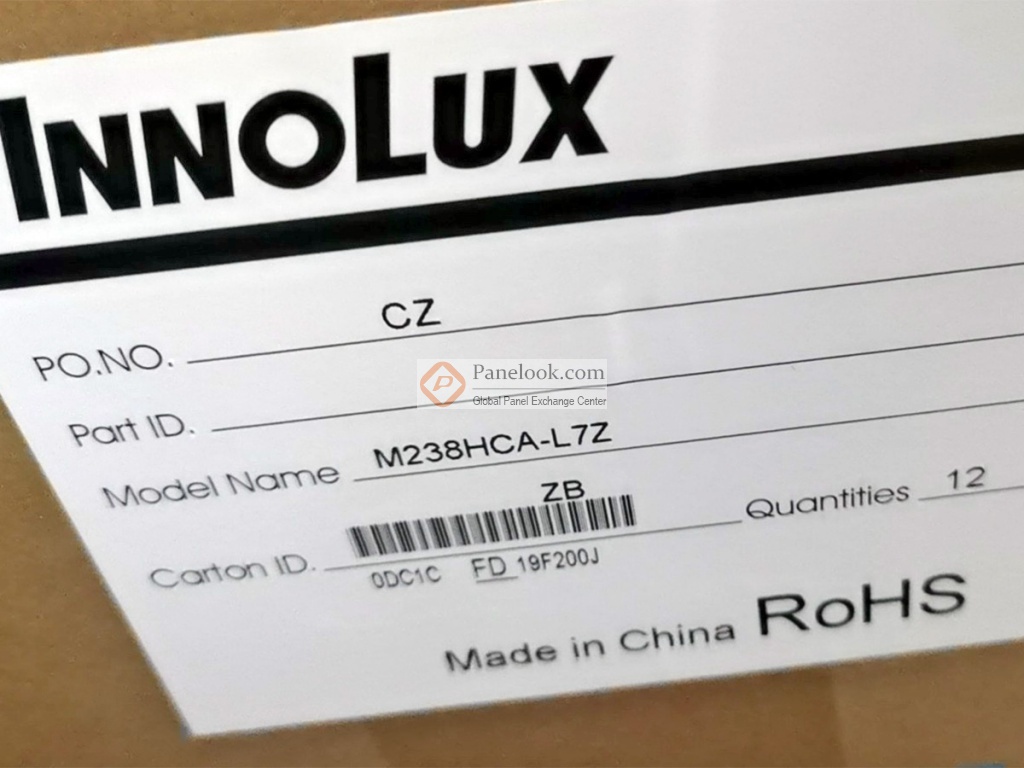 INNOLUX
PO.NO. CZ
Panelook.com
Global Panel Exchange Center
Part ID.
Model Name M238HCA-L7Z
ZB
Carton ID. Quantities 12
0DC1C FD 19F200J
Made in China RoHS